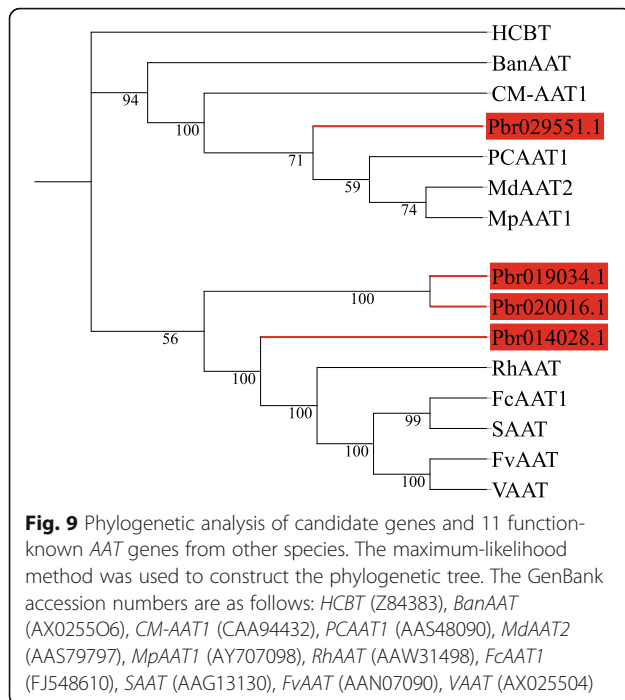 HCBT
BanAAT
94
CM-AAT1
100
Pbr029551.1
71
PCAAT1
59
MdAAT2
74
MpAAT1
Pbr019034.1
100
Pbr020016.1
56
Pbr014028.1
100
RhAAT
100
FcAAT1
99
SAAT
100
FvAAT
100
VAAT
Fig. 9 Phylogenetic analysis of candidate genes and 11 function-
known AAT genes from other species. The maximum-likelihood
method was used to construct the phylogenetic tree. The GenBank
accession numbers are as follows: HCBT (Z84383), BanAAT
(AX0255O6), CM-AAT1 (CAA94432), PCAAT1 (AAS48090), MdAAT2
(AAS79797), MpAAT1 (AY707098), RhAAT (AAW31498), FcAAT1
(FJ548610), SAAT (AAG13130), FvAAT (AAN07090), VAAT (AX025504)